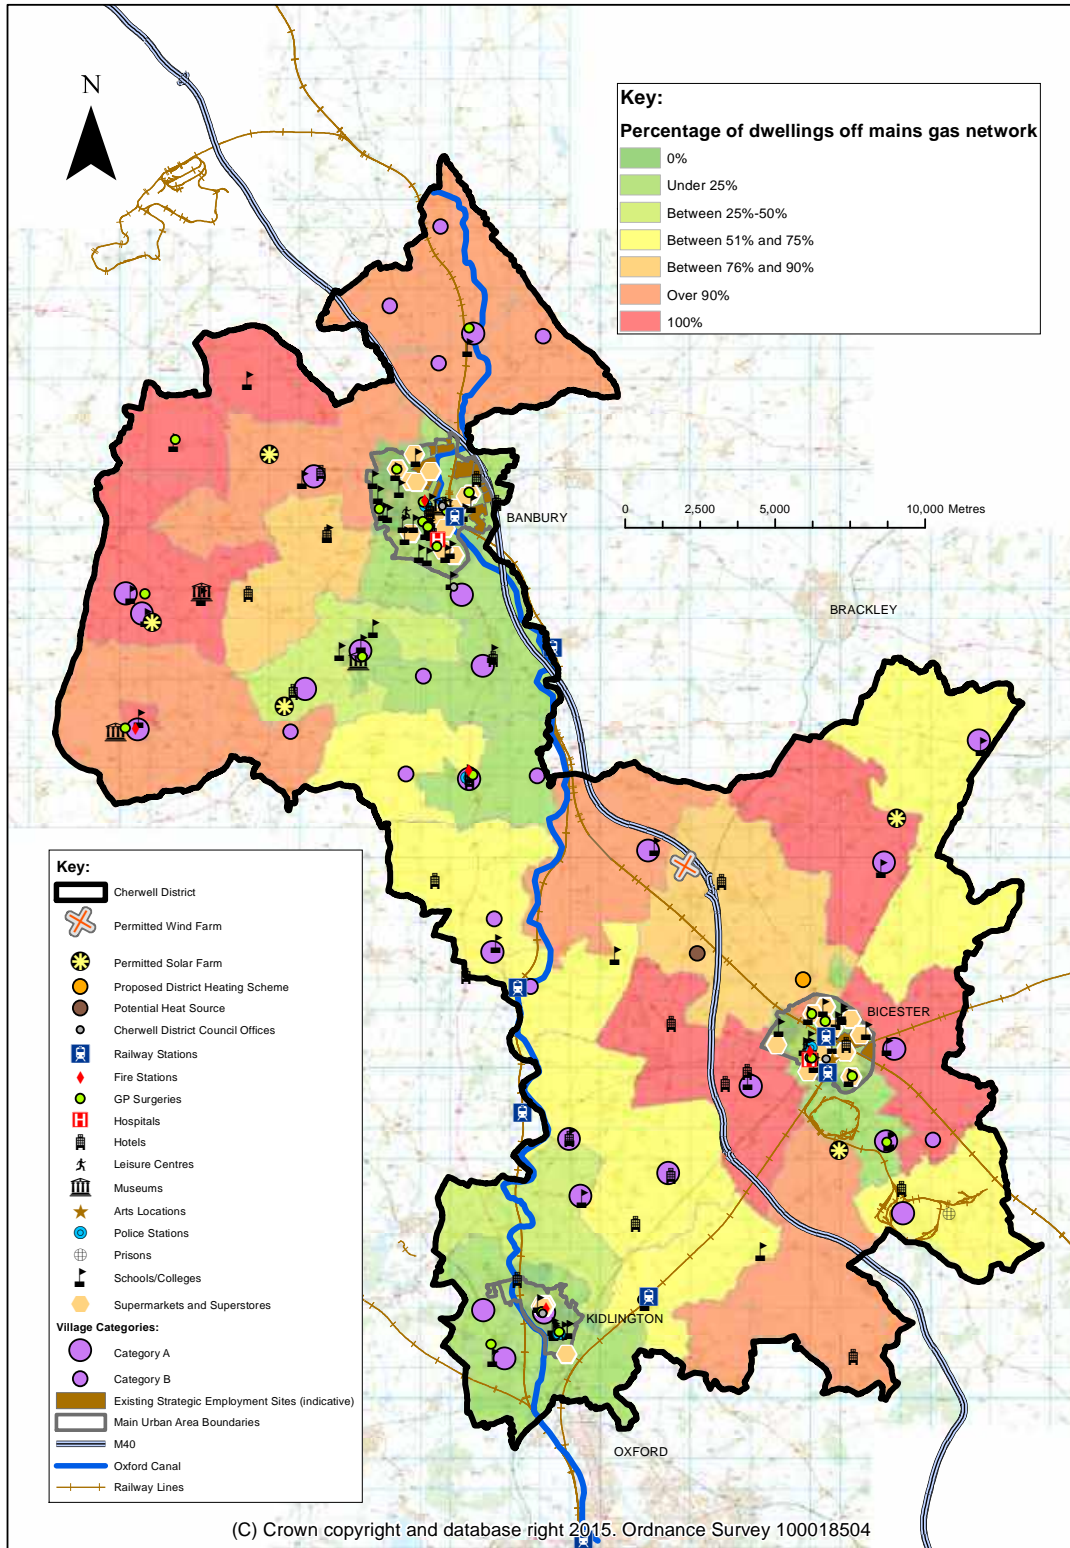 N
Key:
Percentage of dwellings off mains gas network
0%
Under 25%
Between 25%-50%
Between 51% and 75%
Between 76% and 90%
Over 90%
100%
BANBURY
0 2,500 5,000 10,000 Metres
BRACKLEY
BICESTER
KIDLINGTON
OXFORD
Key:
Cherwell District
Permitted Wind Farm
Permitted Solar Farm
Proposed District Heating Scheme
Potential Heat Source
Cherwell District Council Offices
Railway Stations
Fire Stations
GP Surgeries
H Hospitals
Hotels
Leisure Centres
Museums
Arts Locations
Police Stations
Prisons
Schools/Colleges
Supermarkets and Superstores
Village Categories:
Category A
Category B
Existing Strategic Employment Sites (indicative)
Main Urban Area Boundaries
M40
Oxford Canal
Railway Lines
(C) Crown copyright and database right 2015. Ordnance Survey 100018504